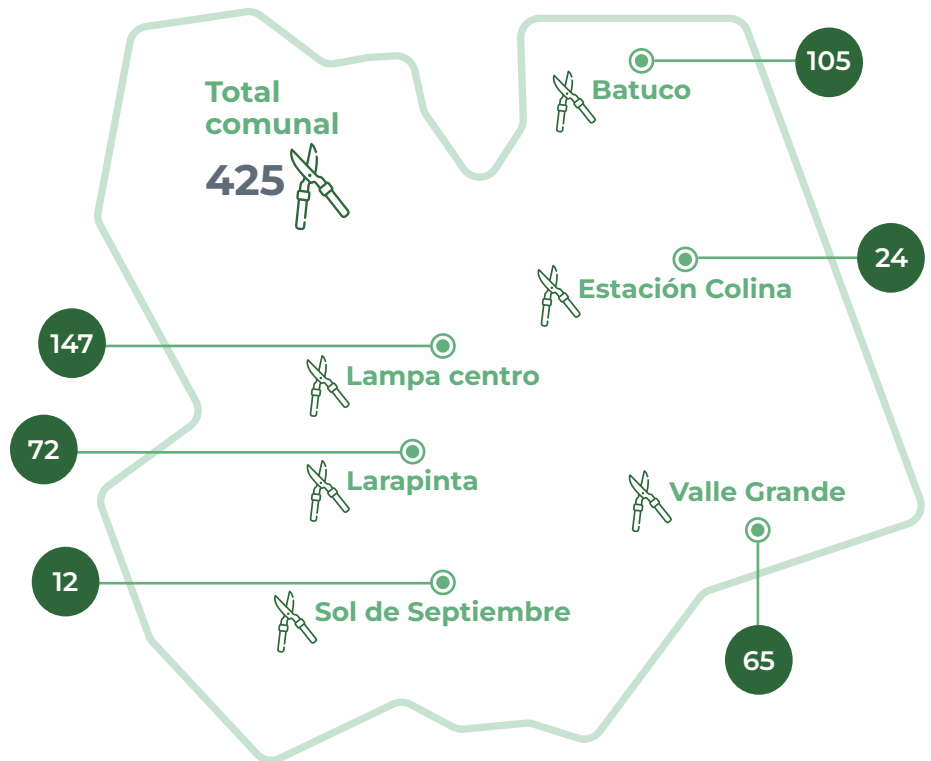 Total
comunal
425
105
Batuco
24
Estación Colina
147
Lampa centro
72
Larapinta
Valle Grande
12
Sol de Septiembre
65